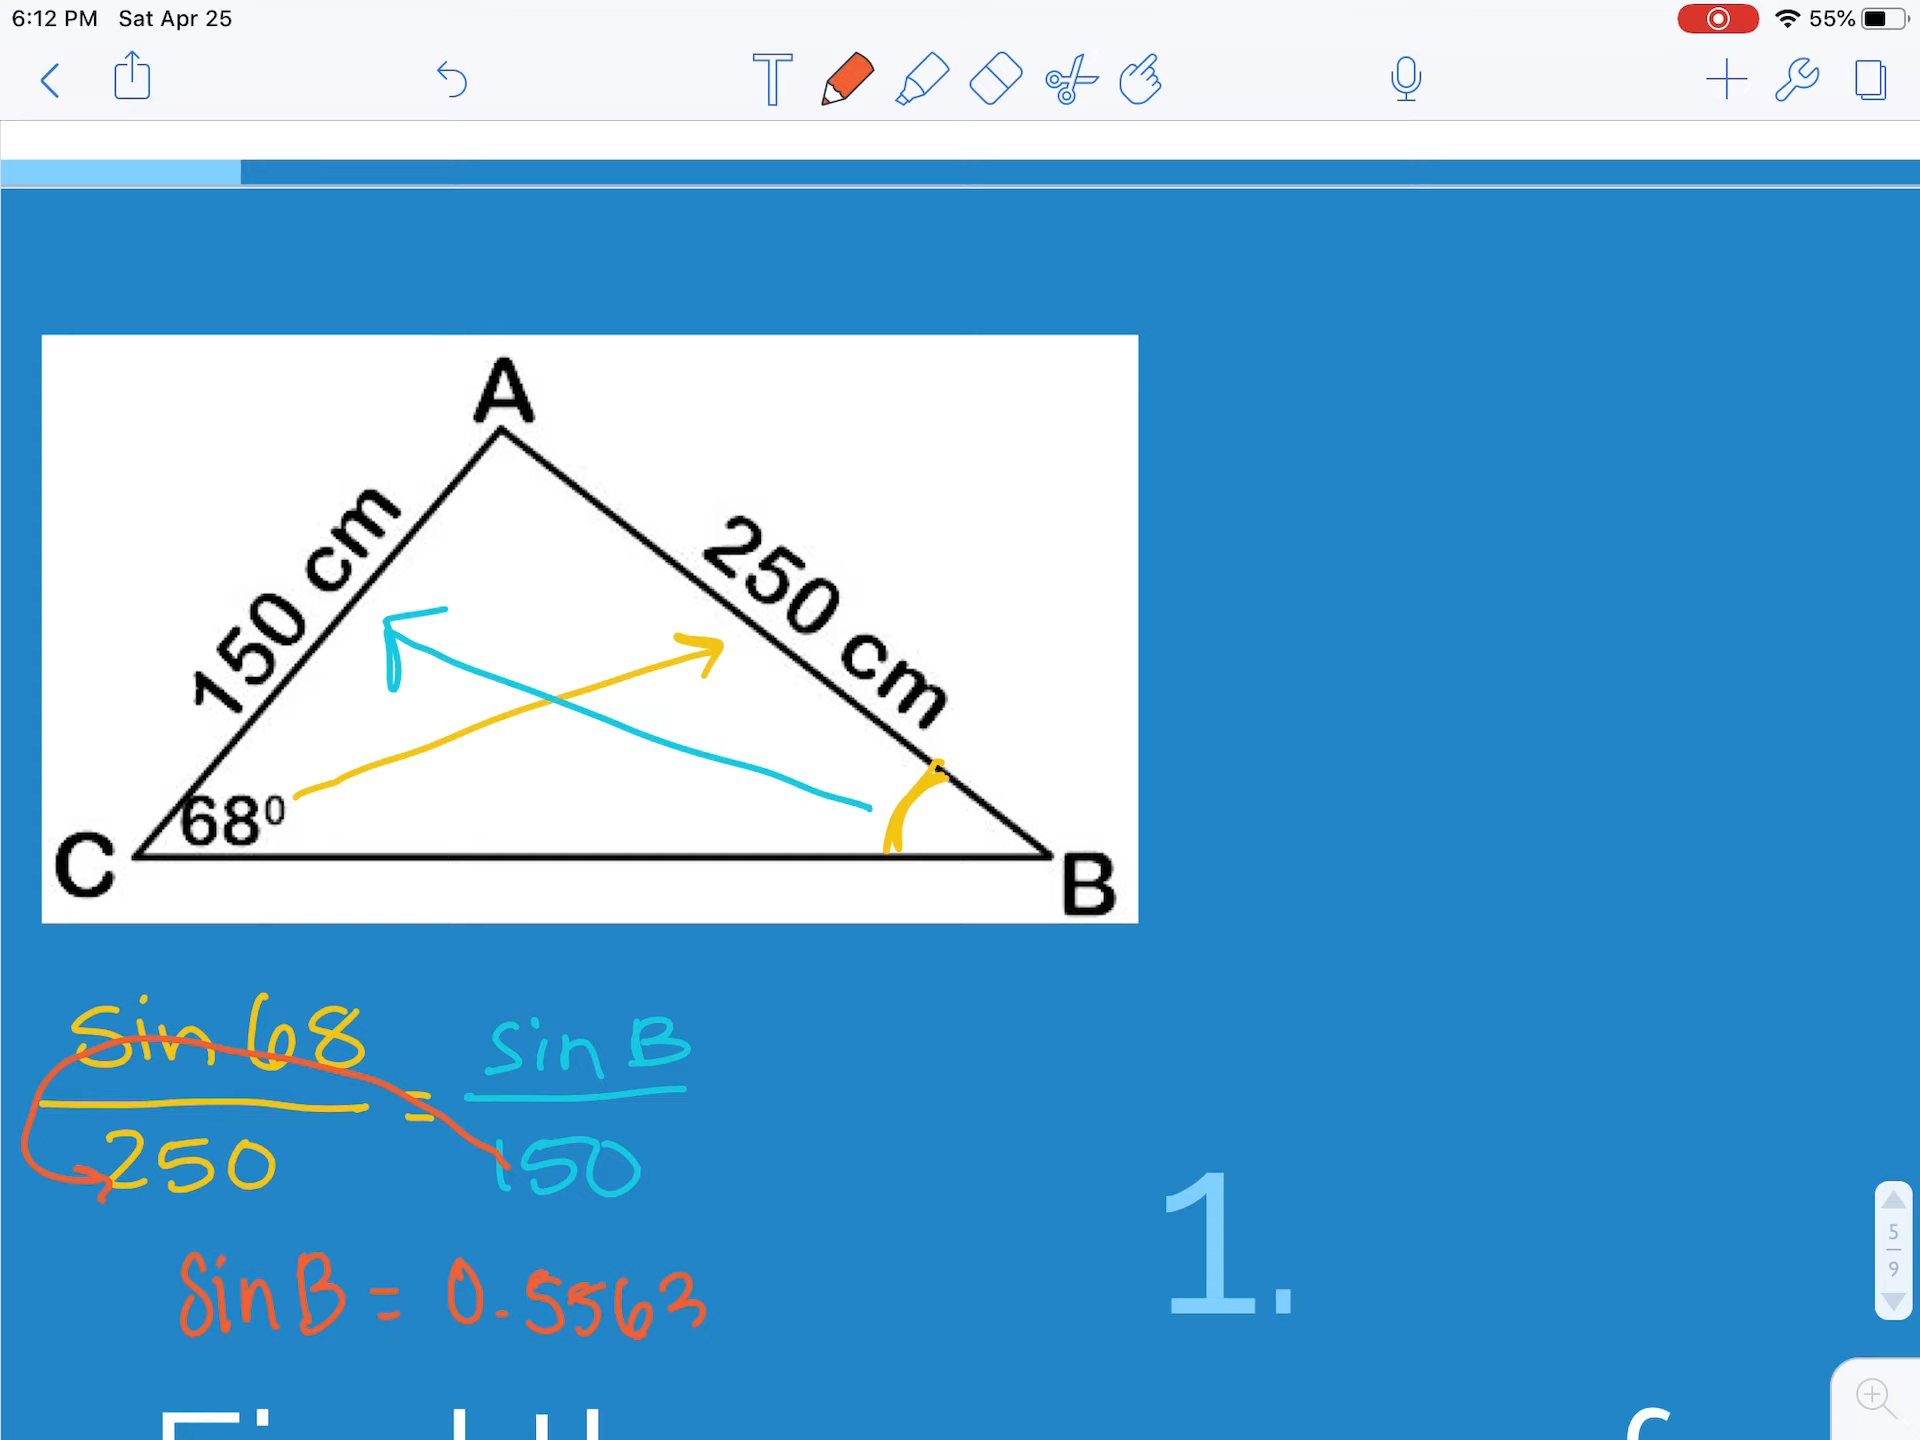 6:12 PM Sat Apr 25 55%
T
A
150 cm
250 cm
68⁰
C
B
sin 68 = sin B
250 150
sin B = 0.5563
1.
5
9